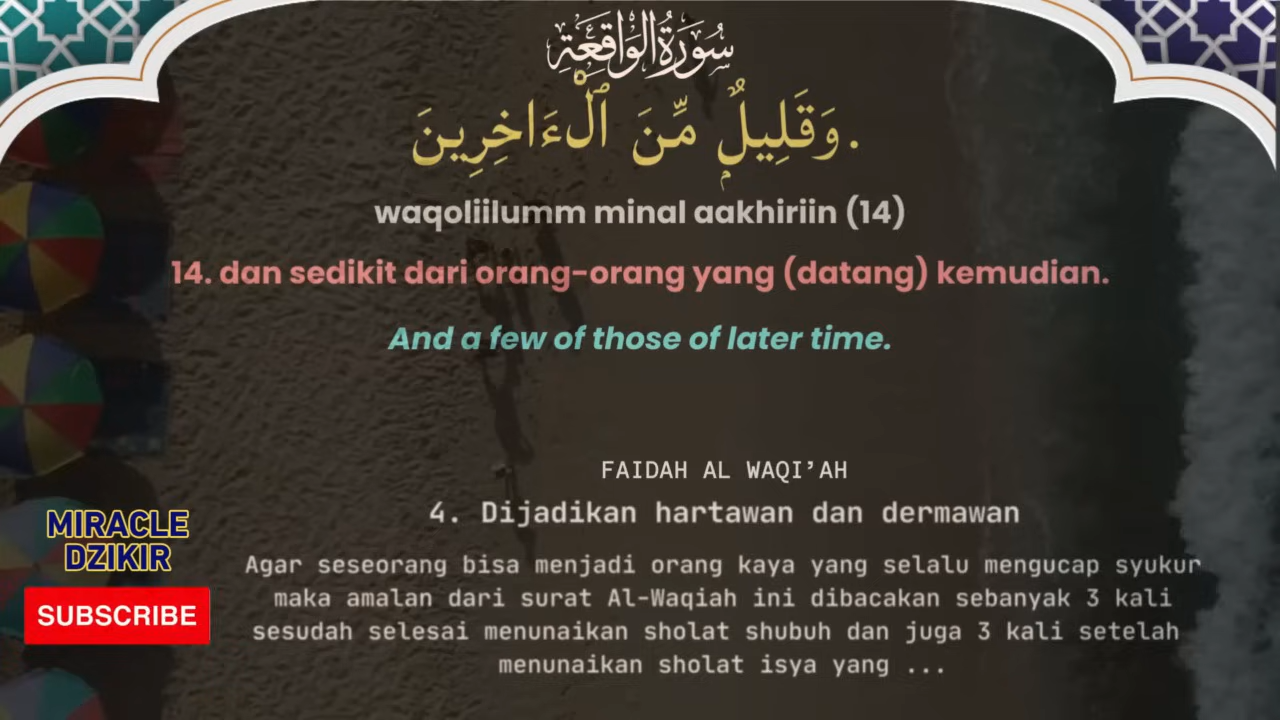 سُورَةُ الْوَاقِعَةِ
وَقَلِيلٌۭ مِّنَ ٱلْـَٔاخِرِينَ.
waqoliilumm minal aakhiriin (14)
14. dan sedikit dari orang-orang yang (datang) kemudian.
And a few of those of later time.
FAIDAH AL WAQI’AH
4. Dijadikan hartawan dan dermawan
Agar seseorang bisa menjadi orang kaya yang selalu mengucap syukur
maka amalan dari surat Al-Waqiah ini dibacakan sebanyak 3 kali
sesudah selesai menunaikan sholat shubuh dan juga 3 kali setelah
menunaikan sholat isya yang ...
MIRACLE
DZIKIR
SUBSCRIBE